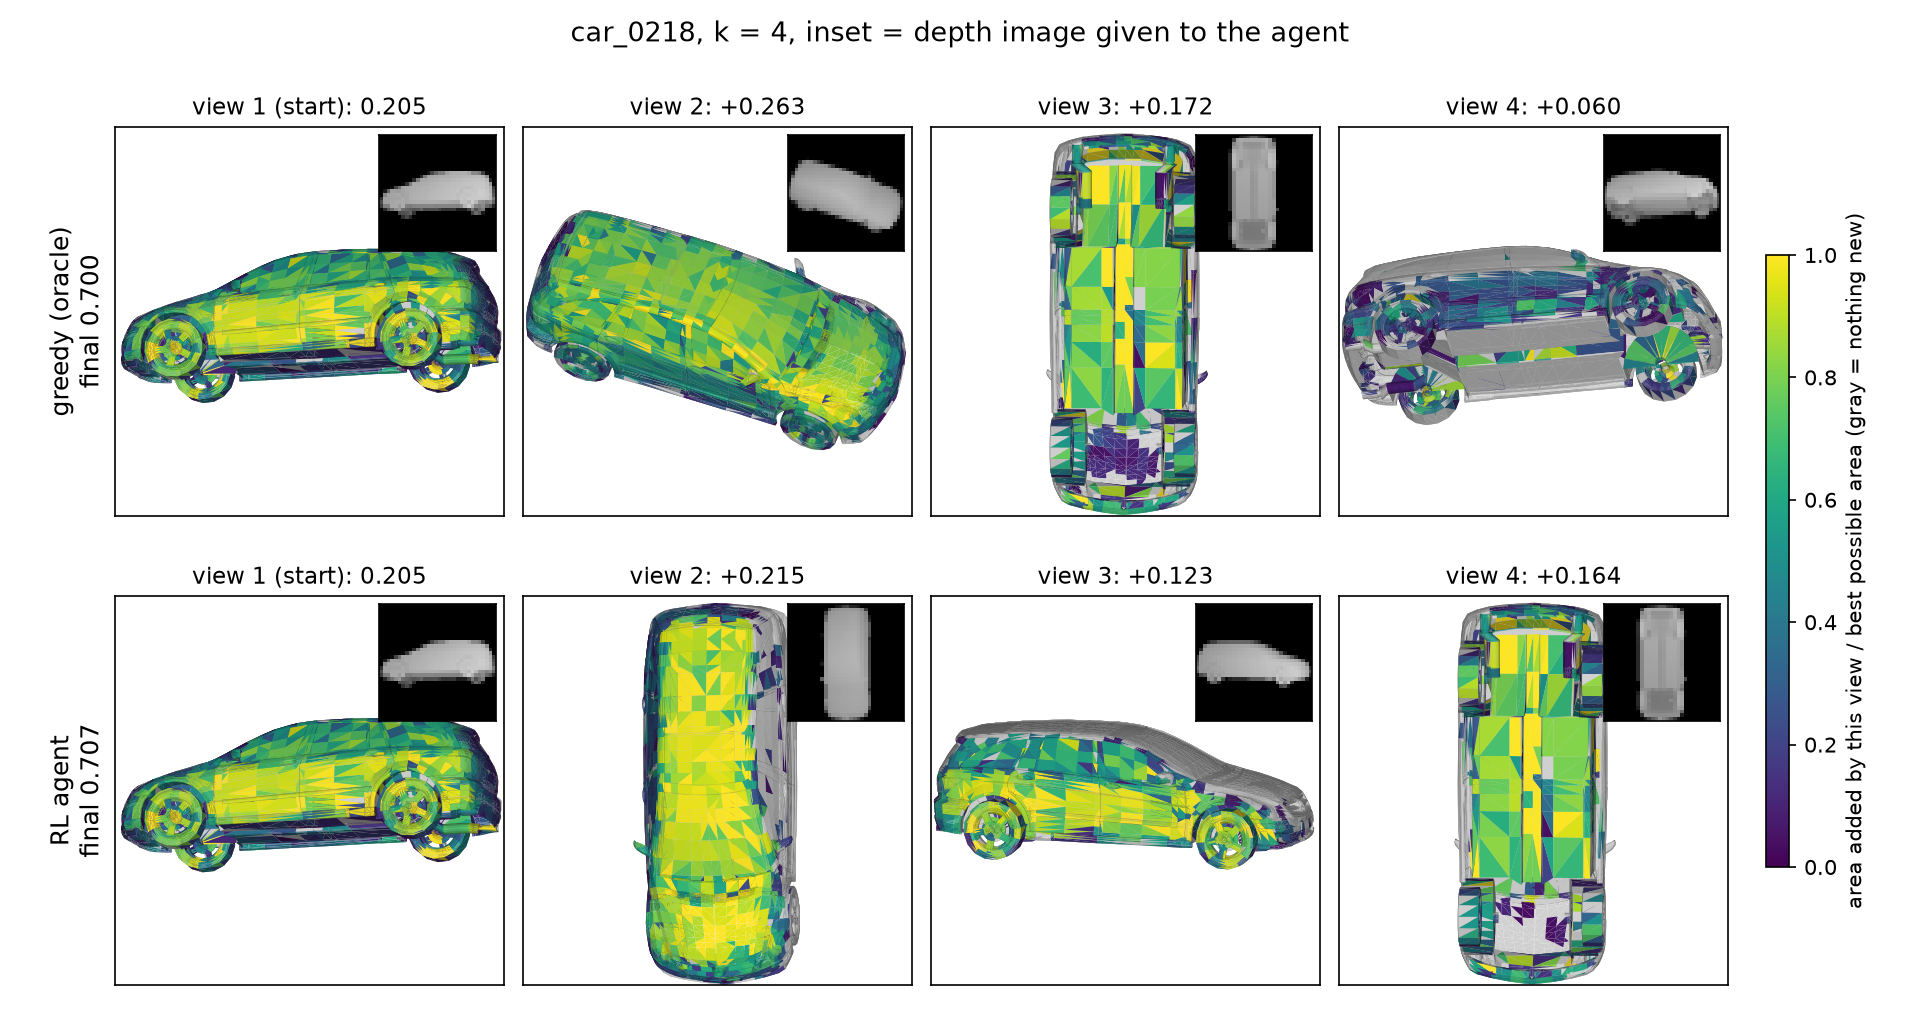 car_0218, k = 4, inset = depth image given to the agent
view 1 (start): 0.205
view 2: +0.263
view 3: +0.172
view 4: +0.060
greedy (oracle)
final 0.700
view 1 (start): 0.205
view 2: +0.215
view 3: +0.123
view 4: +0.164
RL agent
final 0.707
1.0
0.8
0.6
0.4
0.2
0.0
area added by this view / best possible area (gray = nothing new)